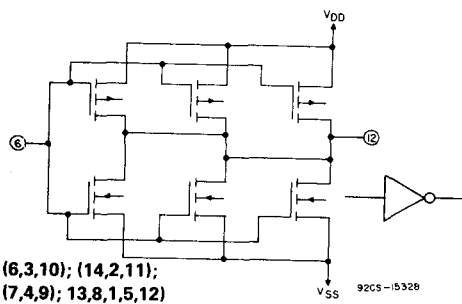 VDD
6
12
VSS
92CS-15328
(6,3,10); (14,2,11);
(7,4,9); 13,8,1,5,12)